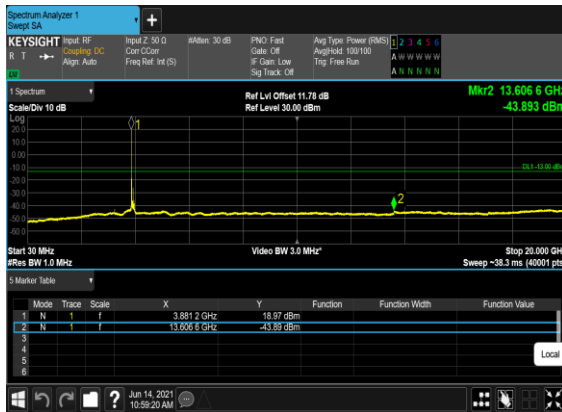 Spectrum Analyzer 1
Swept SA
+
KEYSIGHT Input: RF Input Z: 50 Ω #Atten: 30 dB PNO: Fast Avg Type: Power (RMS) 1 2 3 4 5 6
R T Coupling: DC Corr CCorr Gate: Off Avg|Hold: 100/100 A W W W W W
Align: Auto Freq Ref: Int (S) IF Gain: Low Trig: Free Run
Sig Track: Off A N N N N N
1 Spectrum
Ref Lvl Offset 11.78 dB Mkr2 13.606 6 GHz
Scale/Div 10 dB Ref Level 30.00 dBm -43.893 dBm
Log
1
20.0
10.0
0.00
-10.0 DL1 -13.00 dBm
-20.0
-30.0
2
-40.0
-50.0
-60.0
Start 30 MHz Video BW 3.0 MHz* Stop 20.000 GHz
#Res BW 1.0 MHz Sweep ~38.3 ms (40001 pts)
5 Marker Table
Mode Trace Scale X Y Function Function Width Function Value
1 N 1 f 3.881 2 GHz 18.97 dBm
2 N 1 f 13.606 6 GHz -43.89 dBm
3
4
5
6
Local
?
Jun 14, 2021
10:59:20 AM